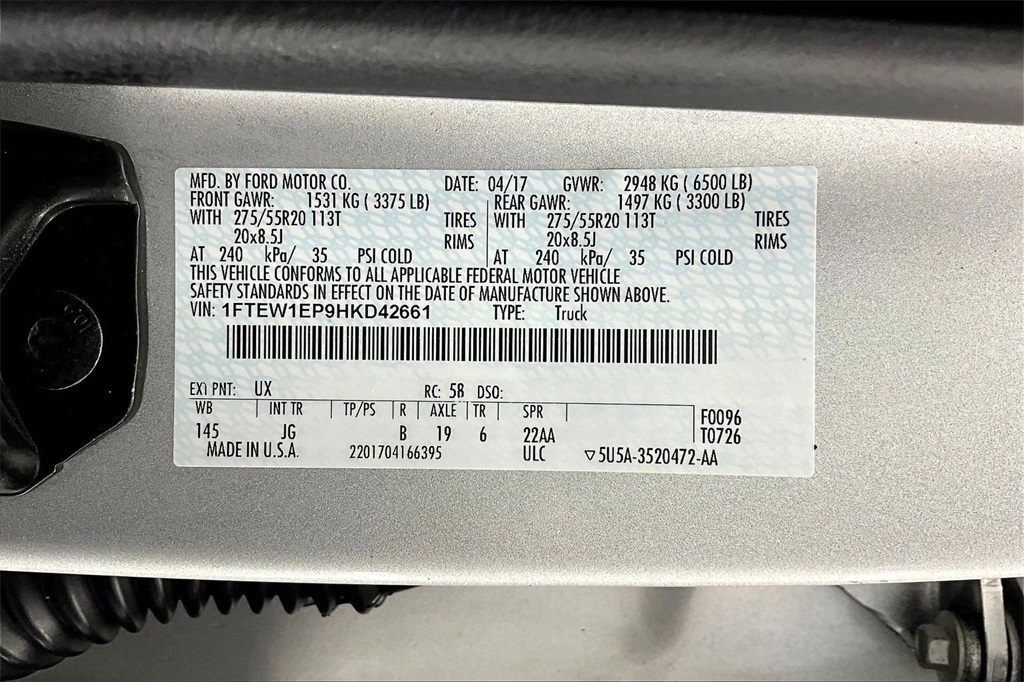 MFD. BY FORD MOTOR CO. DATE: 04/17 GVWR: 2948 KG ( 6500 LB)
FRONT GAWR: 1531 KG ( 3375 LB) REAR GAWR: 1497 KG ( 3300 LB)
WITH 275/55R20 113T TIRES WITH 275/55R20 113T TIRES
20x8.5J RIMS 20x8.5J RIMS
AT 240 kPa/ 35 PSI COLD AT 240 kPa/ 35 PSI COLD
THIS VEHICLE CONFORMS TO ALL APPLICABLE FEDERAL MOTOR VEHICLE
SAFETY STANDARDS IN EFFECT ON THE DATE OF MANUFACTURE SHOWN ABOVE.
VIN: 1FTEW1EP9HKD42661 TYPE: Truck
EXT PNT: UX RC: 58 DSO:
WB INT TR TP/PS R AXLE TR SPR F0096
145 JG B 19 6 22AA T0726
MADE IN U.S.A. 2201704166395 ULC ▽5U5A-3520472-AA